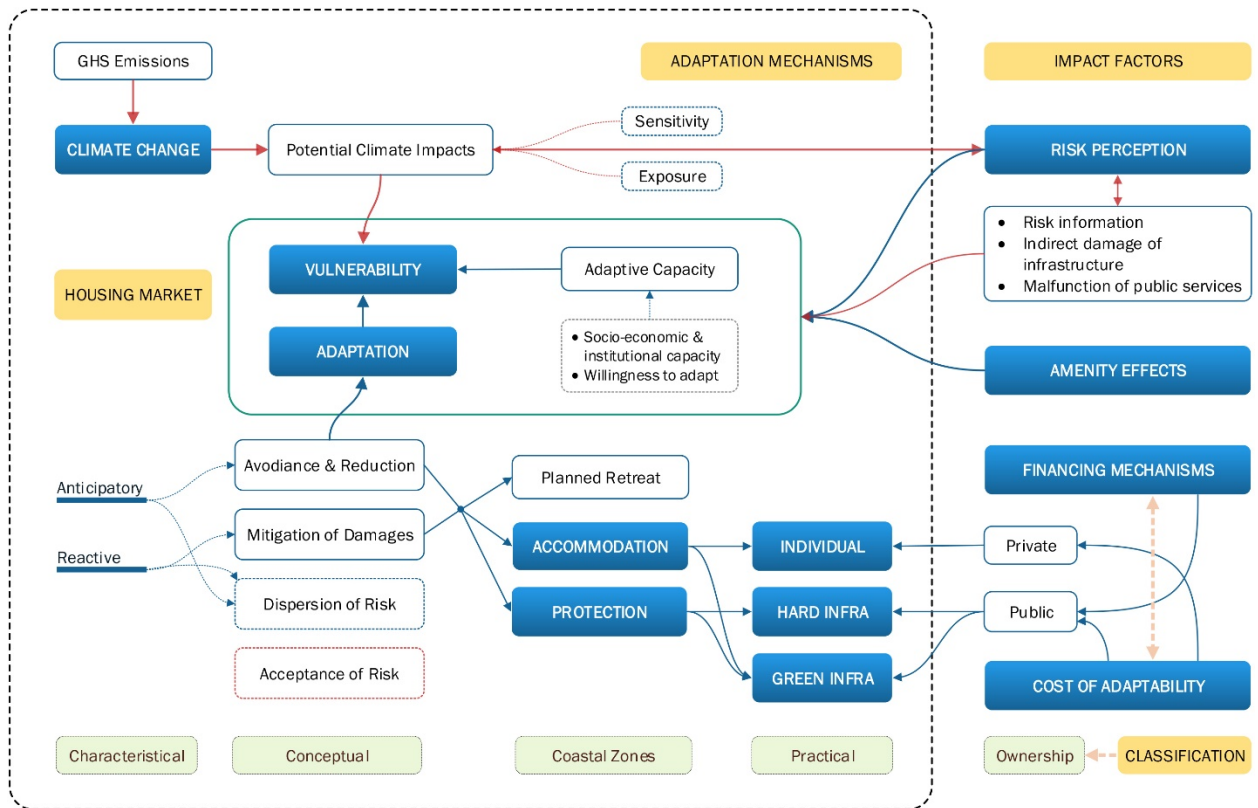 GHS Emissions
ADAPTATION MECHANISMS
IMPACT FACTORS
CLIMATE CHANGE
Potential Climate Impacts
Sensitivity
Exposure
RISK PERCEPTION
• Risk information
• Indirect damage of
infrastructure
• Malfunction of public services
HOUSING MARKET
VULNERABILITY
Adaptive Capacity
ADAPTATION
• Socio-economic &
institutional capacity
• Willingness to adapt
AMENITY EFFECTS
Anticipatory
Reactive
Avodiance & Reduction
Mitigation of Damages
Dispersion of Risk
Acceptance of Risk
Planned Retreat
ACCOMMODATION
PROTECTION
INDIVIDUAL
HARD INFRA
GREEN INFRA
FINANCING MECHANISMS
Private
Public
COST OF ADAPTABILITY
Characteristical
Conceptual
Coastal Zones
Practical
Ownership
CLASSIFICATION